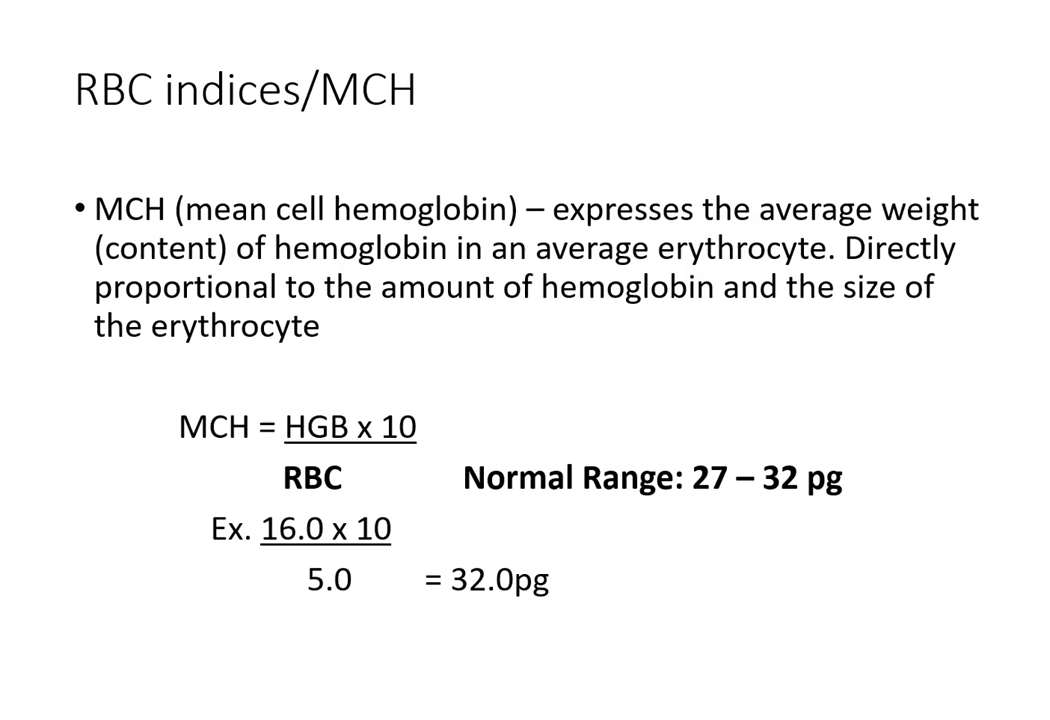 RBC indices/MCH
• MCH (mean cell hemoglobin) – expresses the average weight
(content) of hemoglobin in an average erythrocyte. Directly
proportional to the amount of hemoglobin and the size of
the erythrocyte
MCH = HGB x 10
RBC Normal Range: 27 – 32 pg
Ex. 16.0 x 10
5.0 = 32.0pg